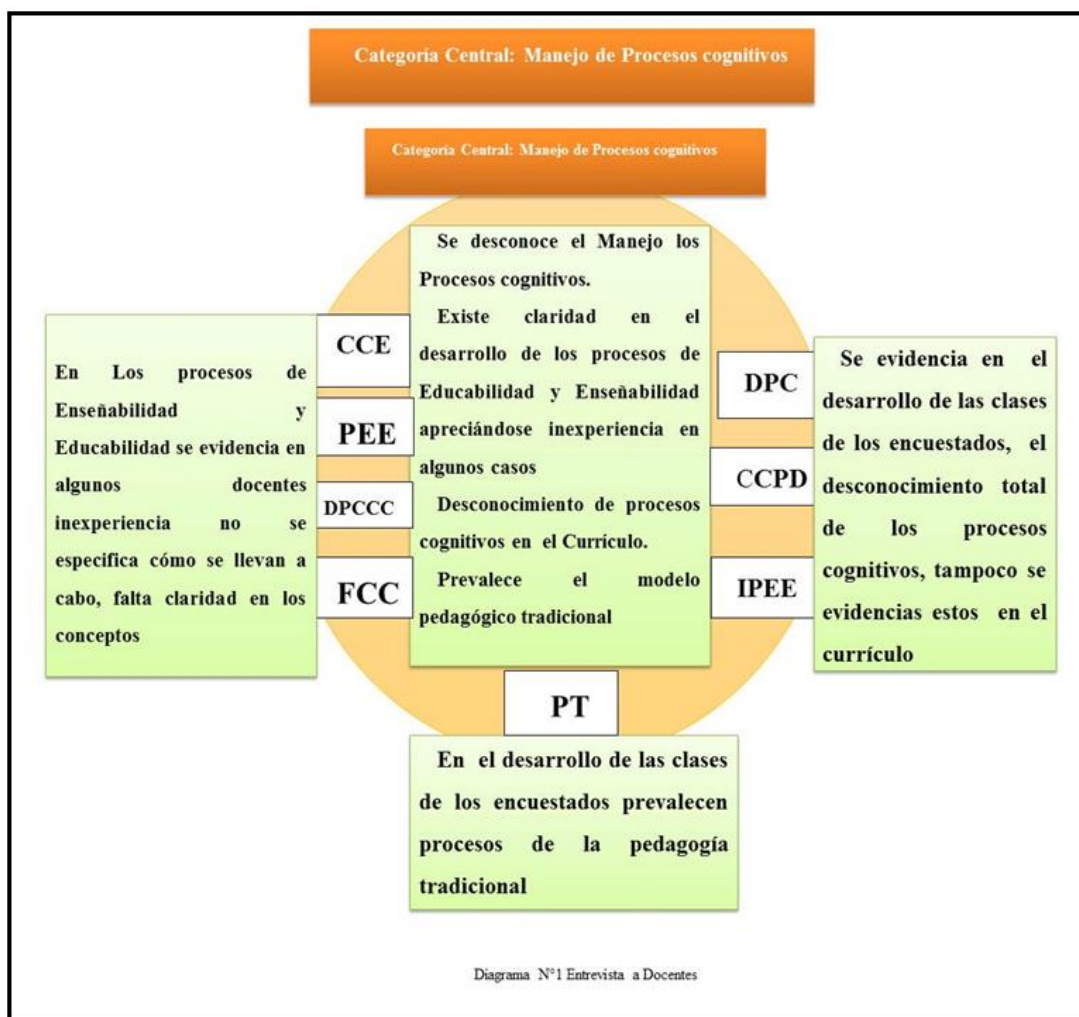 Categoría Central: Manejo de Procesos cognitivos
Categoría Central: Manejo de Procesos cognitivos
En Los procesos de
Enseñabilidad y
Educabilidad se evidencia en
algunos docentes
inexperiencia no se
especifica cómo se llevan a
cabo, falta claridad en los
conceptos
CCE
PEE
DPCCC
FCC
Se desconoce el Manejo los
Procesos cognitivos.
Existe claridad en el
desarrollo de los procesos de
Educabilidad y Enseñabilidad
apreciándose inexperiencia en
algunos casos
Desconocimiento de procesos
cognitivos en el Currículo.
Prevalece el modelo
pedagógico tradicional
DPC
CCPD
IPEE
Se evidencia en el
desarrollo de las clases
de los encuestados, el
desconocimiento total
de los procesos
cognitivos, tampoco se
evidencias estos en el
currículo
PT
En el desarrollo de las clases
de los encuestados prevalecen
procesos de la pedagogía
tradicional
Diagrama N°1 Entrevista a Docentes